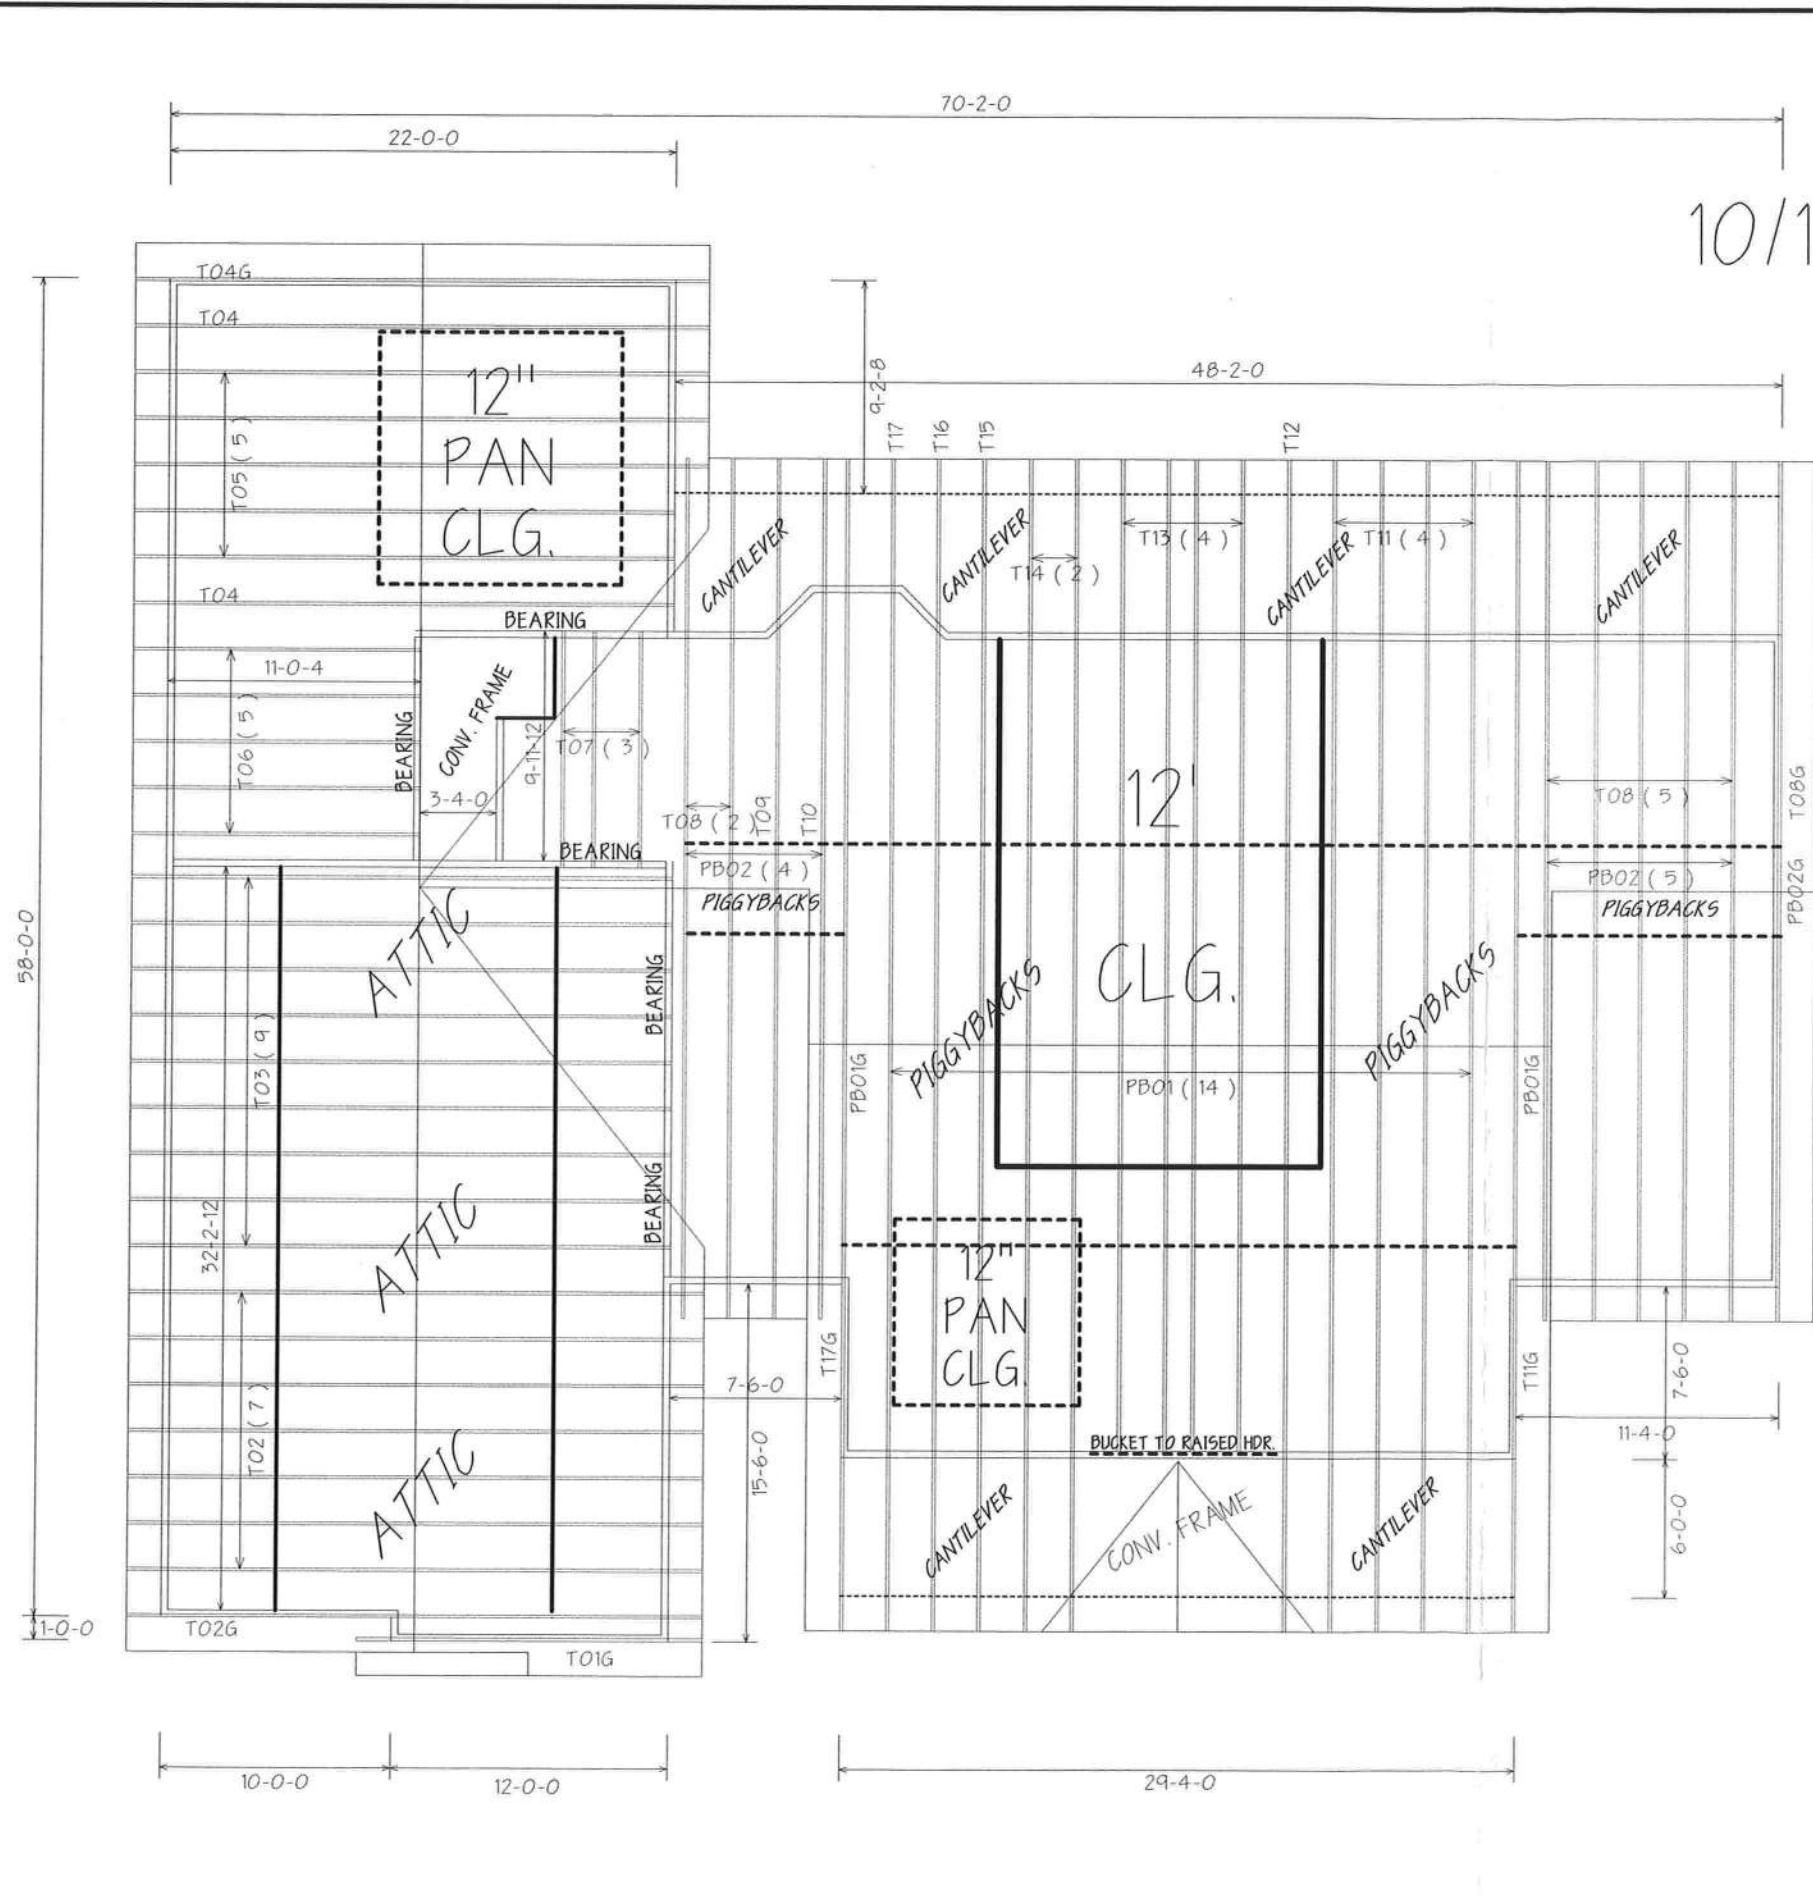 70-2-0
22-0-0
10/1
T04G
T04
12"
PAN
CLG.
T05 ( 5 )
T04
9-2-8
48-2-0
T17
T16
T15
T12
T13 ( 4 )
T11 ( 4 )
T14 ( 2 )
CANTILEVER
CANTILEVER
CANTILEVER
CANTILEVER
BEARING
11-0-4
T06 ( 5 )
BEARING
CONV. FRAME
9-11-12
T07 ( 3 )
3-4-0
BEARING
T08 ( 2 )
T09
T10
12'
CLG.
T08 ( 5 )
T08G
PB02 ( 4 )
PIGGYBACKS
PB02 ( 5 )
PIGGYBACKS
PB02G
58-0-0
ATTIC
BEARING
T03 ( 9 )
PIGGYBACKS
PIGGYBACKS
PB01G
PB01 ( 14 )
PB01G
32-2-12
ATTIC
BEARING
12"
PAN
CLG.
T17G
T11G
7-6-0
7-6-0
11-4-0
T02 ( 7 )
ATTIC
15-6-0
BUCKET TO RAISED HDR.
CANTILEVER
CONV. FRAME
CANTILEVER
6-0-0
1-0-0
T02G
T01G
10-0-0
12-0-0
29-4-0